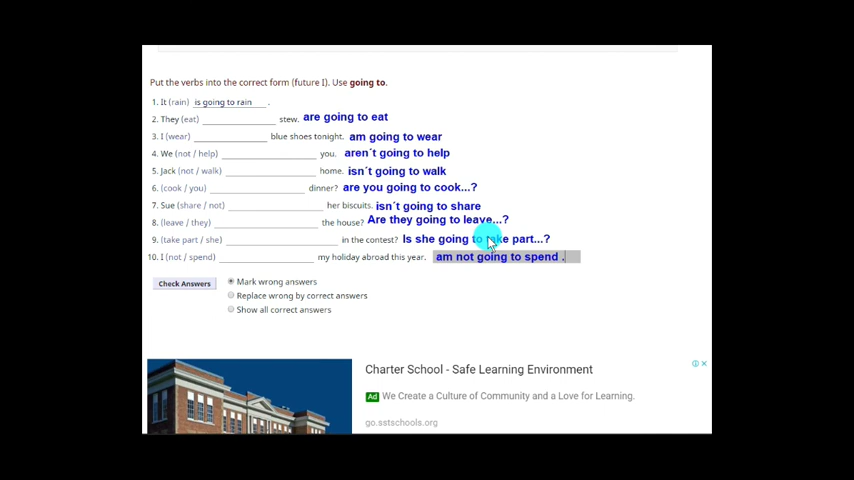 Put the verbs into the correct form (future I). Use going to.
1. It (rain) is going to rain .
2. They (eat) stew. are going to eat
3. I (wear) blue shoes tonight. am going to wear
4. We (not / help) you. aren´t going to help
5. Jack (not / walk) home. isn´t going to walk
6. (cook / you) dinner? are you going to cook...?
7. Sue (share / not) her biscuits. isn´t going to share
8. (leave / they) the house? Are they going to leave...?
9. (take part / she) in the contest? Is she going to take part...?
10. I (not / spend) my holiday abroad this year. am not going to spend .
Check Answers Mark wrong answers
Replace wrong by correct answers
Show all correct answers
Charter School - Safe Learning Environment
Ad We Create a Culture of Community and a Love for Learning.
go.sstschools.org